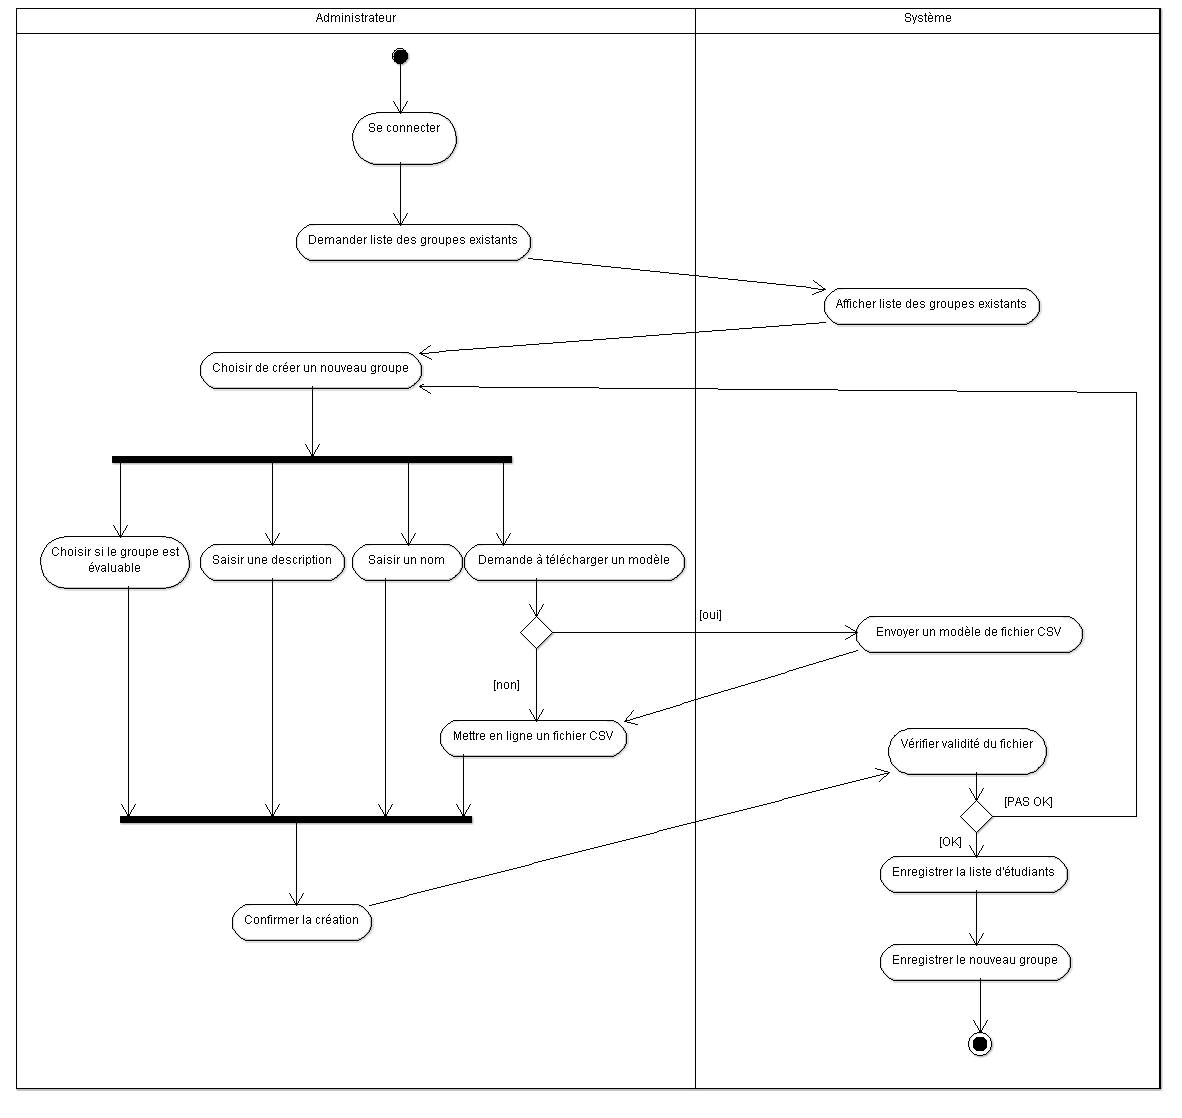 Administrateur
Système
Se connecter
Demander liste des groupes existants
Afficher liste des groupes existants
Choisir de créer un nouveau groupe
Choisir si le groupe est
évaluable
Saisir une description
Saisir un nom
Demande à télécharger un modèle
[oui]
Envoyer un modèle de fichier CSV
[non]
Mettre en ligne un fichier CSV
Vérifier validité du fichier
[PAS OK]
[OK]
Enregistrer la liste d'étudiants
Confirmer la création
Enregistrer le nouveau groupe